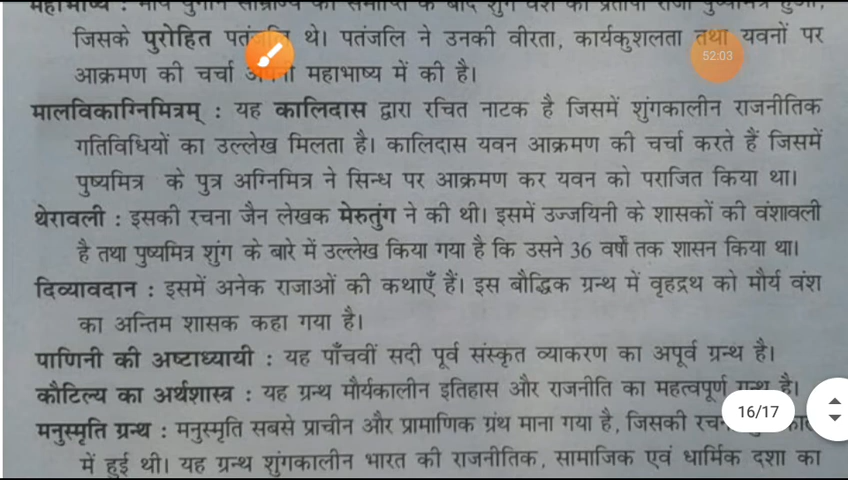 महाभाष्य : मौर्य युगीन साम्राज्य की समाप्ति के बाद शुंग वंश का प्रतापी राजा पुष्यमित्र हुआ,
जिसके पुरोहित थे। पतंजलि ने उनकी वीरता, कार्यकुशलता तथा यवनों पर
आक्रमण की चर्चा महाभाष्य में की है।
मालविकाग्निमित्रम् : यह कालिदास द्वारा रचित नाटक है जिसमें शुंगकालीन राजनीतिक
गतिविधियों का उल्लेख मिलता है। कालिदास यवन आक्रमण की चर्चा करते हैं जिसमें
पुष्यमित्र के पुत्र अग्निमित्र ने सिन्ध पर आक्रमण कर यवन को पराजित किया था।
थेरावली : इसकी रचना जैन लेखक मेरुतुंग ने की थी। इसमें उज्जयिनी के शासकों की वंशावली
है तथा पुष्यमित्र शुंग के बारे में उल्लेख किया गया है कि उसने 36 वर्षों तक शासन किया था।
दिव्यावदान : इसमें अनेक राजाओं की कथाएँ हैं। इस बौद्धिक ग्रन्थ में वृहद्रथ को मौर्य वंश
का अन्तिम शासक कहा गया है।
पाणिनी की अष्टाध्यायी : यह पाँचवीं सदी पूर्व संस्कृत व्याकरण का अपूर्व ग्रन्थ है।
कौटिल्य का अर्थशास्त्र : यह ग्रन्थ मौर्यकालीन इतिहास और राजनीति का महत्वपूर्ण ग्रन्थ है।
मनुस्मृति ग्रन्थ : मनुस्मृति सबसे प्राचीन और प्रामाणिक ग्रंथ माना गया है, जिसकी
में हुई थी। यह ग्रन्थ शुंगकालीन भारत की राजनीतिक, सामाजिक एवं धार्मिक दशा का
52:03
16/17